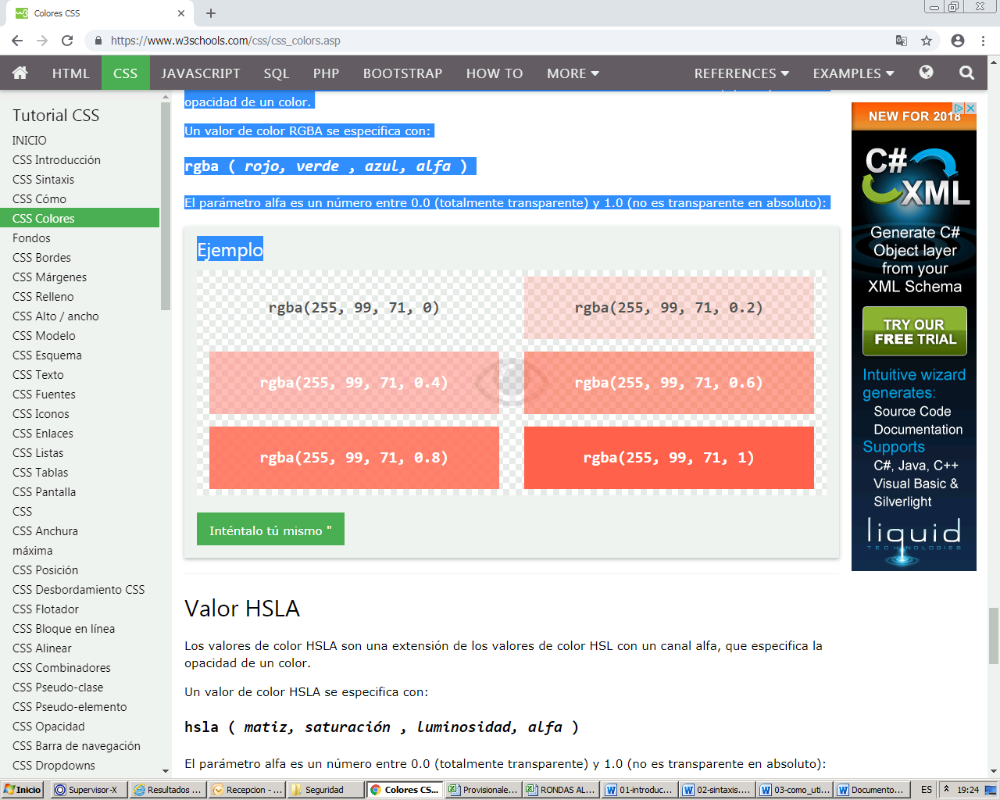 Colores CSS
https://www.w3schools.com/css/css_colors.asp
HTML CSS JAVASCRIPT SQL PHP BOOTSTRAP HOW TO MORE REFERENCES EXAMPLES
Tutorial CSS
INICIO
CSS Introducción
CSS Sintaxis
CSS Cómo
CSS Colores
Fondos
CSS Bordes
CSS Márgenes
CSS Relleno
CSS Alto / ancho
CSS Modelo
CSS Esquema
CSS Texto
CSS Fuentes
CSS Iconos
CSS Enlaces
CSS Listas
CSS Tablas
CSS Pantalla
CSS
CSS Anchura
máxima
CSS Posición
CSS Desbordamiento CSS
CSS Flotador
CSS Bloque en línea
CSS Alinear
CSS Combinadores
CSS Pseudo-clase
CSS Pseudo-elemento
CSS Opacidad
CSS Barra de navegación
CSS Dropdowns
opacidad de un color.
Un valor de color RGBA se especifica con:
rgba ( rojo, verde , azul, alfa )
El parámetro alfa es un número entre 0.0 (totalmente transparente) y 1.0 (no es transparente en absoluto):
Ejemplo
rgba(255, 99, 71, 0)
rgba(255, 99, 71, 0.2)
rgba(255, 99, 71, 0.4)
rgba(255, 99, 71, 0.6)
rgba(255, 99, 71, 0.8)
rgba(255, 99, 71, 1)
Inténtalo tú mismo "
Valor HSLA
Los valores de color HSLA son una extensión de los valores de color HSL con un canal alfa, que especifica la
opacidad de un color.
Un valor de color HSLA se especifica con:
hsla ( matiz, saturación , luminosidad, alfa )
El parámetro alfa es un número entre 0.0 (totalmente transparente) y 1.0 (no es transparente en absoluto):
NEW FOR 2018
C#
XML
Generate C#
Object layer
from your
XML Schema
TRY OUR
FREE TRIAL
Intuitive wizard
generates:
Source Code
Documentation
Supports
C#, Java, C++
Visual Basic &
Silverlight
liquid
TECHNOLOGIES
Inicio
Supervisor-X
Resultados ...
Recepcion - ...
Seguridad
Colores CS...
Provisionale...
RONDAS AL...
01-introduc...
02-sintaxis....
03-como_uti...
Documento...
ES
19:24